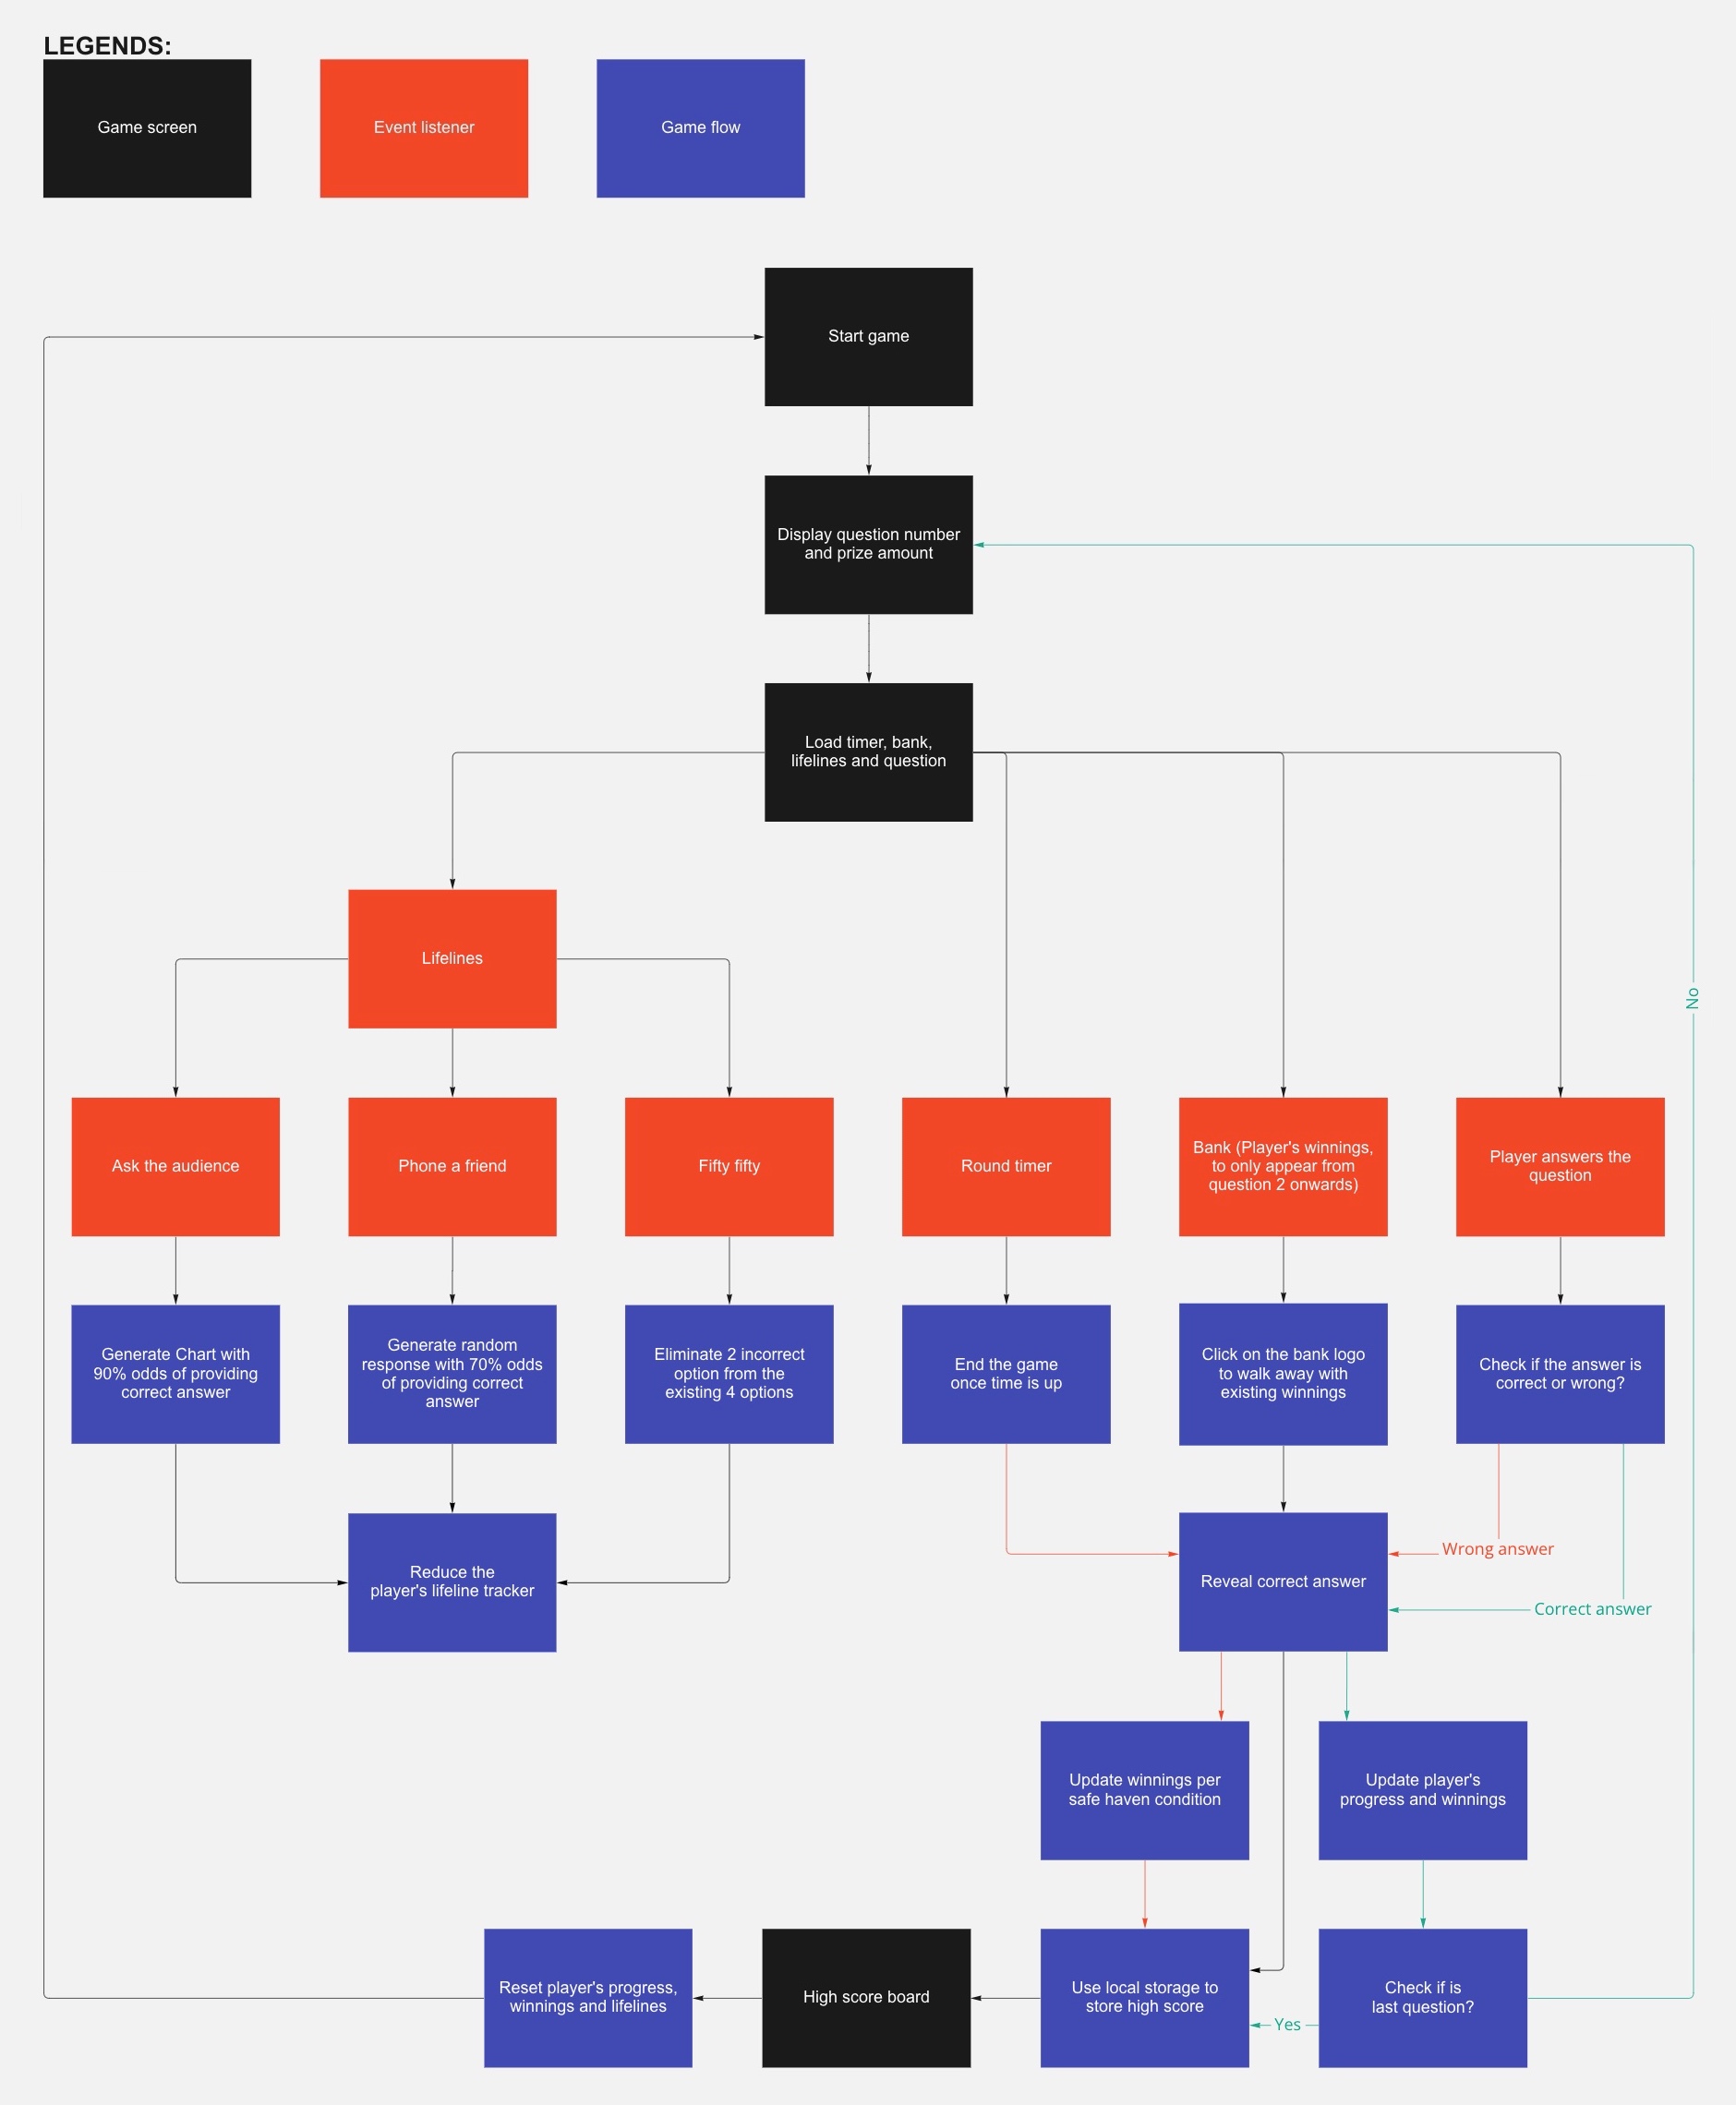 LEGENDS:
Game screen
Event listener
Game flow
Start game
Display question number
and prize amount
Load timer, bank,
lifelines and question
Lifelines
No
Ask the audience
Phone a friend
Fifty fifty
Round timer
Bank (Player's winnings,
to only appear from
question 2 onwards)
Player answers the
question
Generate Chart with
90% odds of providing
correct answer
Generate random
response with 70% odds
of providing correct
answer
Eliminate 2 incorrect
option from the
existing 4 options
End the game
once time is up
Click on the bank logo
to walk away with
existing winnings
Check if the answer is
correct or wrong?
Reduce the
player's lifeline tracker
Reveal correct answer
Wrong answer
Correct answer
Update winnings per
safe haven condition
Update player's
progress and winnings
Reset player's progress,
winnings and lifelines
High score board
Use local storage to
store high score
Yes
Check if is
last question?